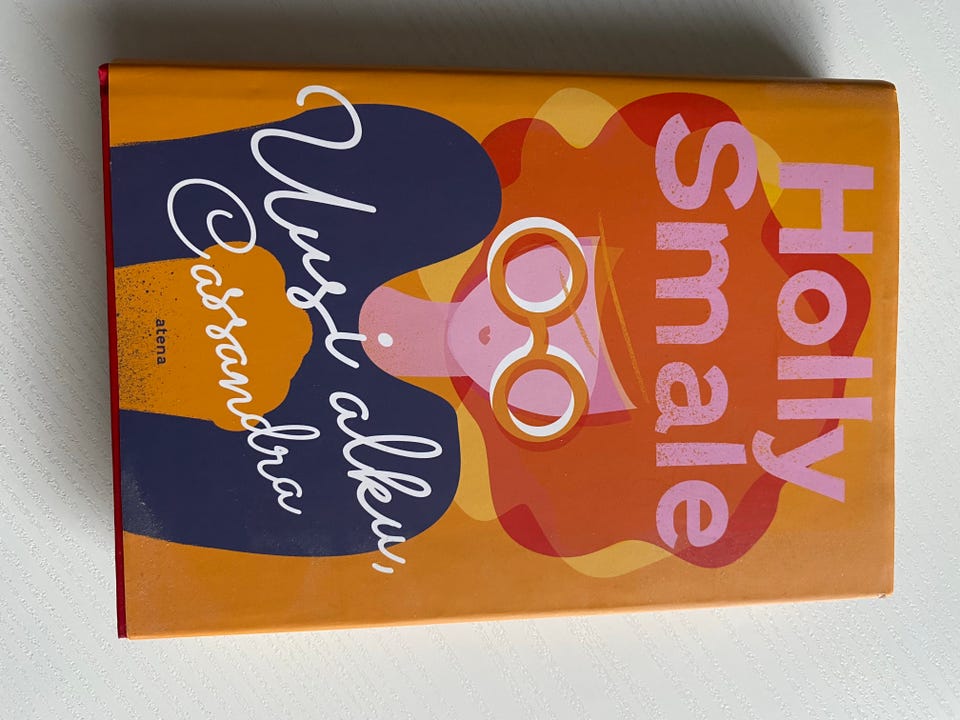 Holly
Smale
Uusi alku,
Cassandra
atena